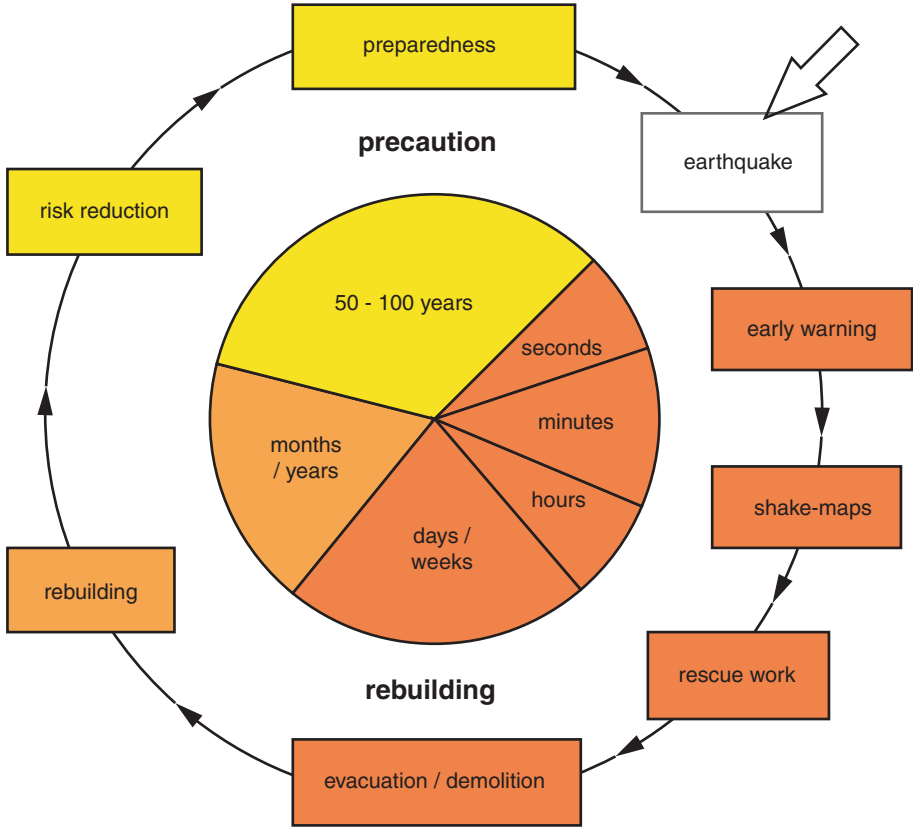 preparedness
precaution
earthquake
risk reduction
50 - 100 years
early warning
seconds
minutes
months
/ years
hours
shake-maps
days /
weeks
rebuilding
rescue work
rebuilding
evacuation / demolition